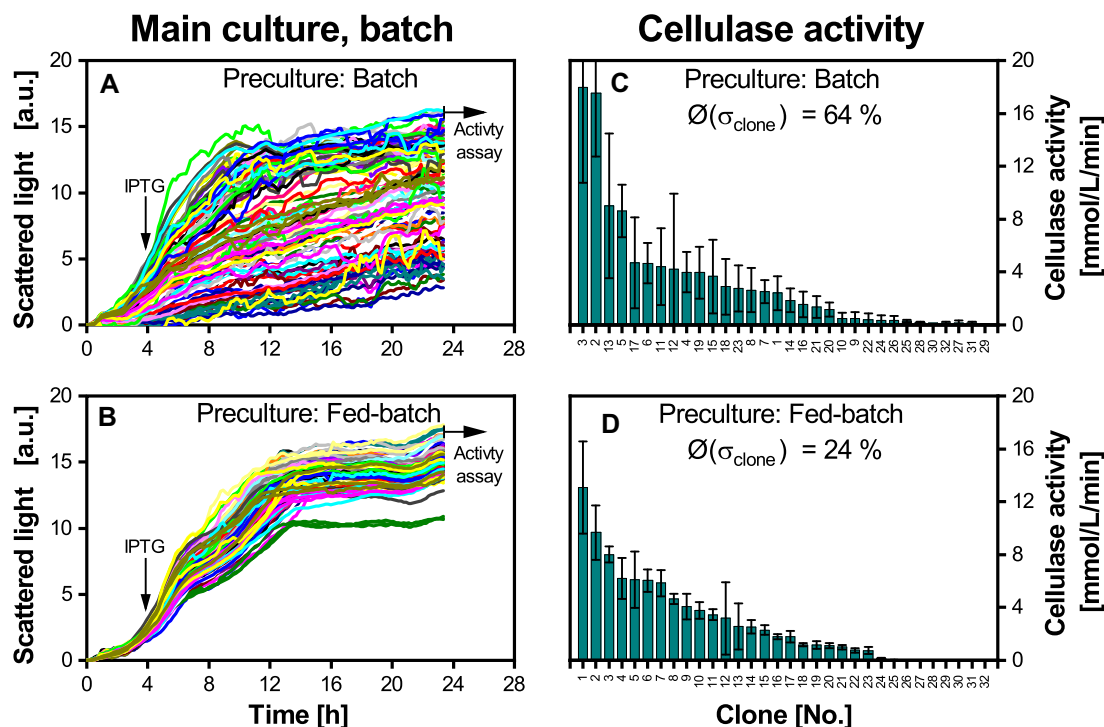 Main culture, batch
Cellulase activity
A
Preculture: Batch
IPTG
Activty
assay
Scattered light [a.u.]
20
15
10
5
0
0 4 8 12 16 20 24 28
C
Preculture: Batch
Ø(σclone) = 64 %
20
16
12
8
4
0
Cellulase activity
[mmol/L/min]
3 2 13 5 17 6 11 12 4 19 15 18 23 8 7 1 14 16 21 20 10 9 22 24 26 25 28 30 32 27 31 29
B
Preculture: Fed-batch
IPTG
Activity
assay
Scattered light [a.u.]
20
15
10
5
0
0 4 8 12 16 20 24 28
Time [h]
D
Preculture: Fed-batch
Ø(σclone) = 24 %
20
16
12
8
4
0
Cellulase activity
[mmol/L/min]
1 2 3 4 5 6 7 8 9 10 11 12 13 14 15 16 17 18 19 20 21 22 23 24 25 26 27 28 29 30 31 32
Clone [No.]